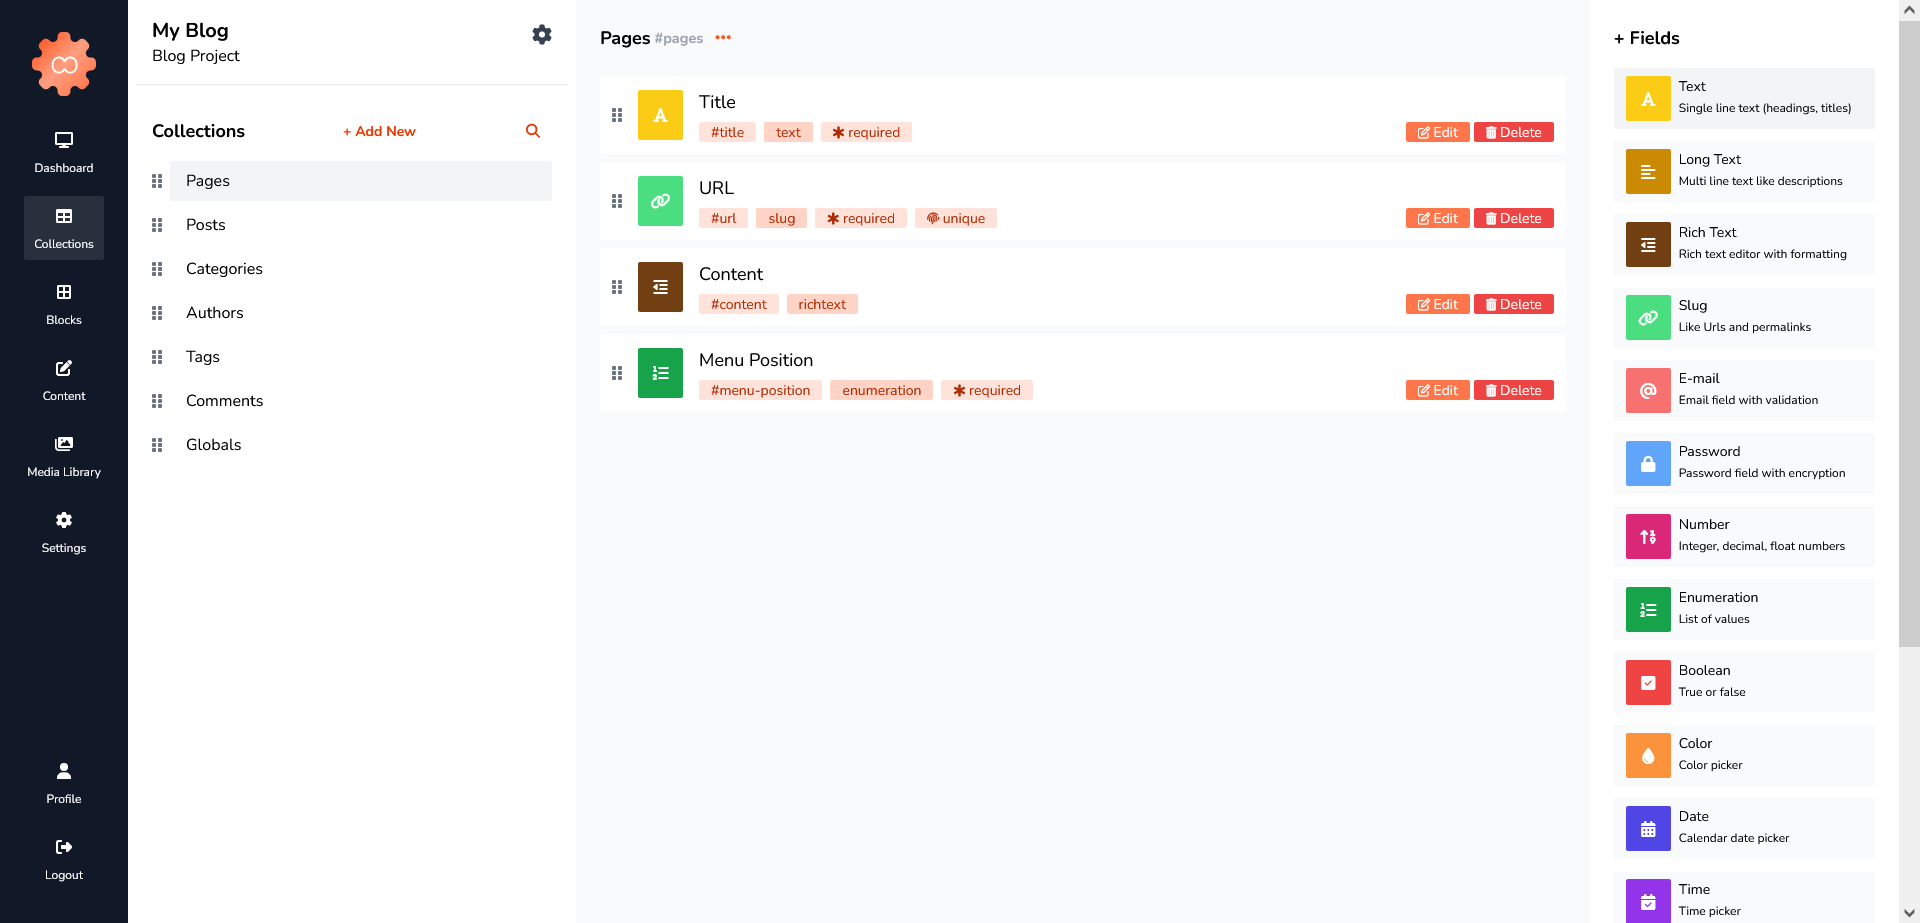 Dashboard
Collections
Blocks
Content
Media Library
Settings
Profile
Logout
My Blog
Blog Project
Collections
+ Add New
Pages
Posts
Categories
Authors
Tags
Comments
Globals
Pages #pages
Title
#title text required
Edit Delete
URL
#url slug required unique
Edit Delete
Content
#content richtext
Edit Delete
Menu Position
#menu-position enumeration required
Edit Delete
+ Fields
Text
Single line text (headings, titles)
Long Text
Multi line text like descriptions
Rich Text
Rich text editor with formatting
Slug
Like Urls and permalinks
E-mail
Email field with validation
Password
Password field with encryption
Number
Integer, decimal, float numbers
Enumeration
List of values
Boolean
True or false
Color
Color picker
Date
Calendar date picker
Time
Time picker